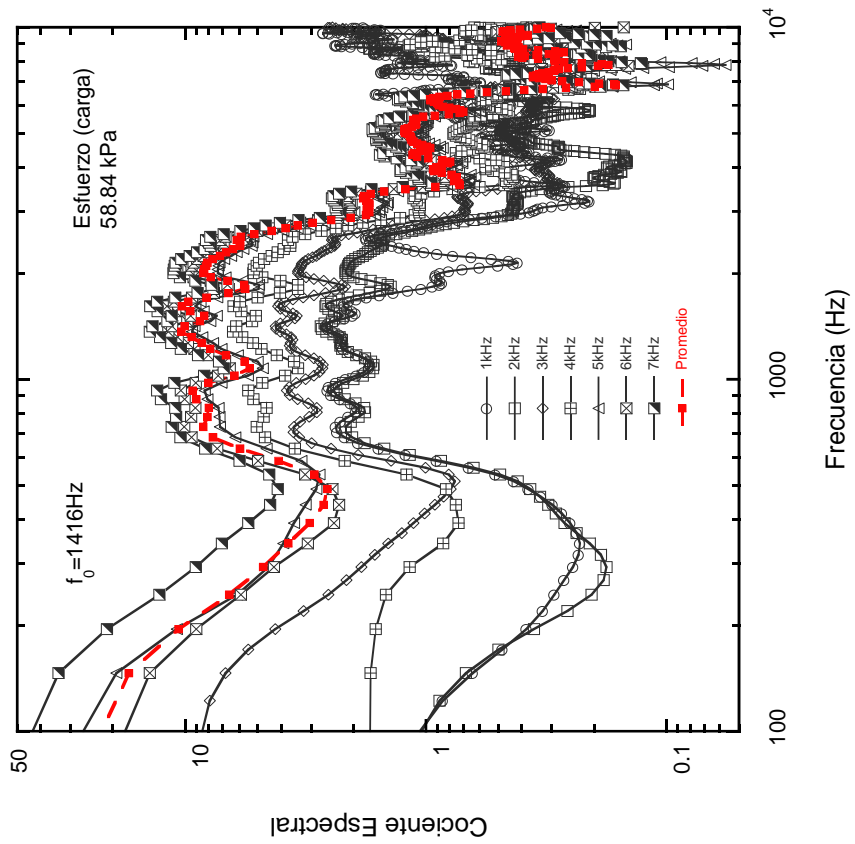 Esfuerzo (carga)
58.84 kPa
f₀=1416Hz
Cociente Espectral
50
10
1
0.1
100
1000
10⁴
Frecuencia (Hz)
1kHz
2kHz
3kHz
4kHz
5kHz
6kHz
7kHz
Promedio